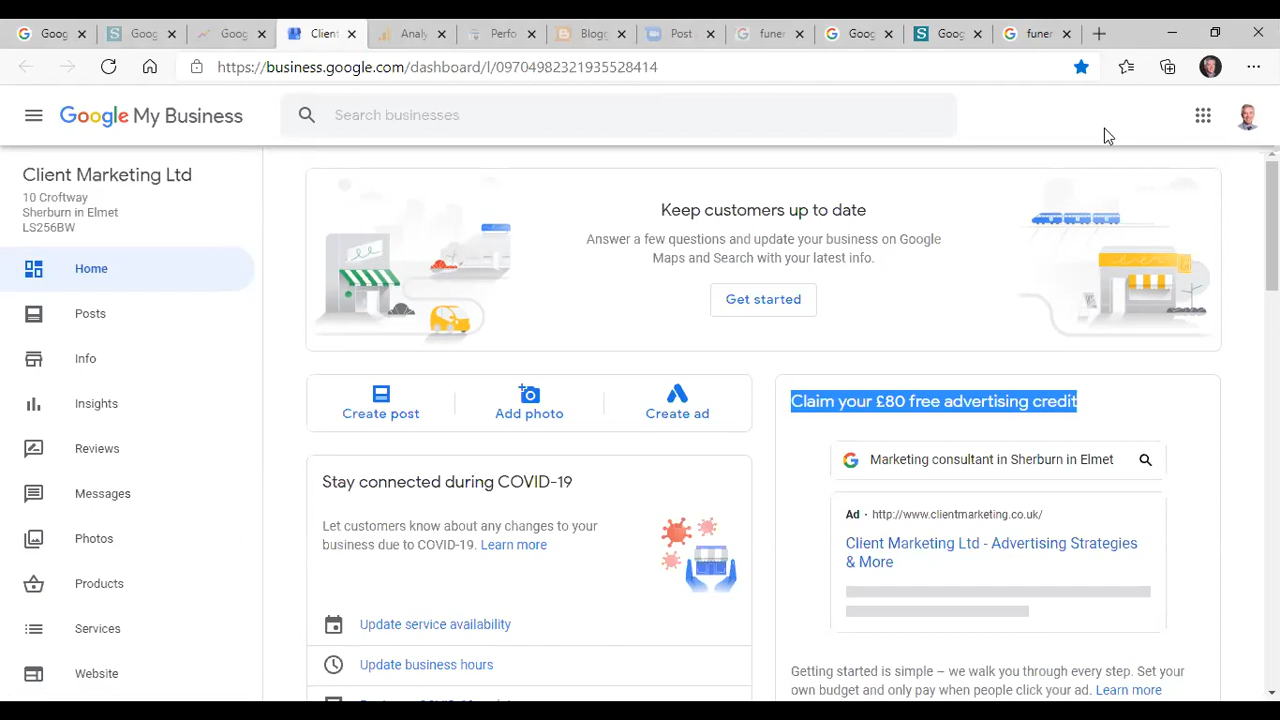 Goog
Goog
Goog
Client
Analy
Perfo
Blogg
Post
funer
Goog
Goog
funer
https://business.google.com/dashboard/l/09704982321935528414
Google My Business
Search businesses
Client Marketing Ltd
10 Croftway
Sherburn in Elmet
LS256BW
Home
Posts
Info
Insights
Reviews
Messages
Photos
Products
Services
Website
Keep customers up to date
Answer a few questions and update your business on Google
Maps and Search with your latest info.
Get started
Create post
Add photo
Create ad
Stay connected during COVID-19
Let customers know about any changes to your
business due to COVID-19. Learn more
Update service availability
Update business hours
Claim your £80 free advertising credit
Marketing consultant in Sherburn in Elmet
Ad · http://www.clientmarketing.co.uk/
Client Marketing Ltd - Advertising Strategies
& More
Getting started is simple – we walk you through every step. Set your
own budget and only pay when people click your ad. Learn more